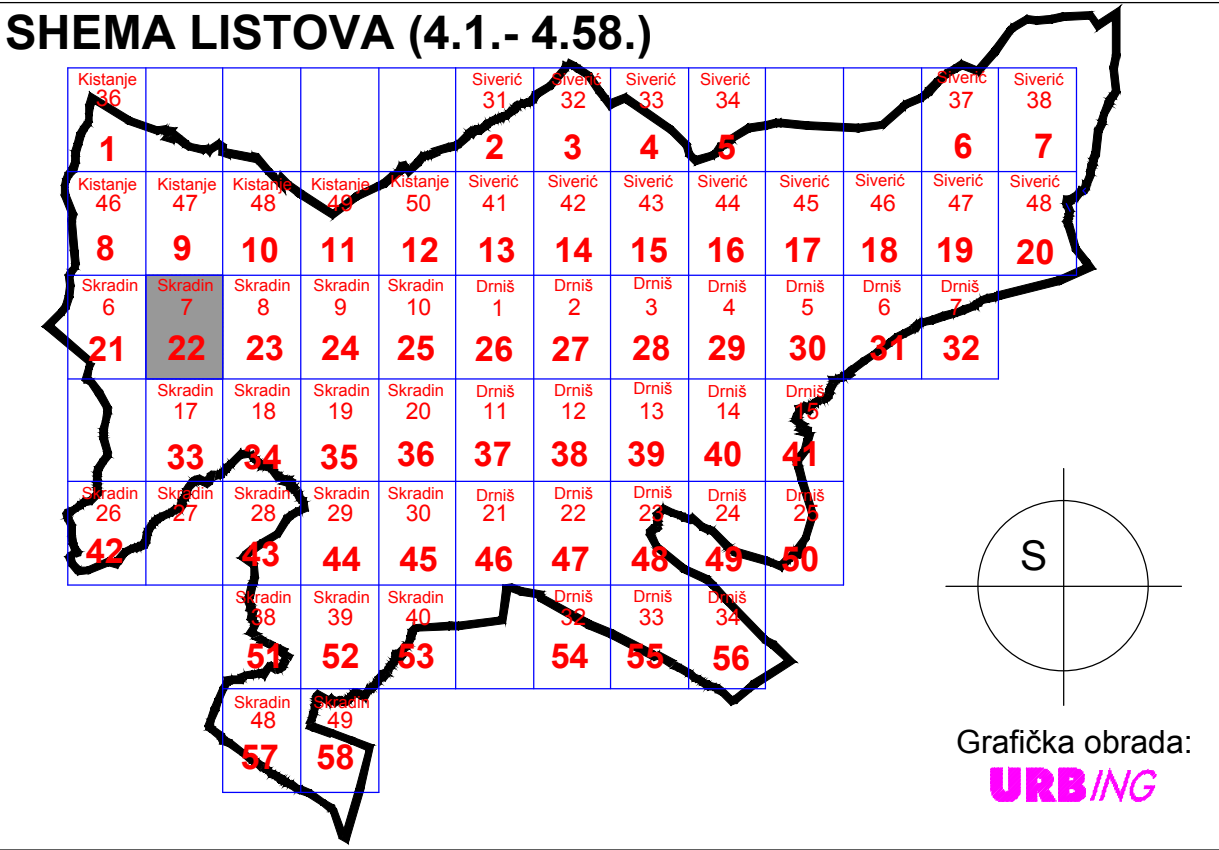 SHEMA LISTOVA (4.1.- 4.58.)
Kistanje Siverić Siverić Siverić Siverić Siverić Siverić
36 31 32 33 34 37 38
1 2 3 4 5 6 7
Kistanje Kistanje Kistanje Kistanje Kistanje Siverić Siverić Siverić Siverić Siverić Siverić Siverić Siverić
46 47 48 49 50 41 42 43 44 45 46 47 48
8 9 10 11 12 13 14 15 16 17 18 19 20
Skradin Skradin Skradin Skradin Skradin Drniš Drniš Drniš Drniš Drniš Drniš Drniš
6 7 8 9 10 1 2 3 4 5 6 7
21 22 23 24 25 26 27 28 29 30 31 32
Skradin Skradin Skradin Skradin Drniš Drniš Drniš Drniš Drniš
17 18 19 20 11 12 13 14 15
33 34 35 36 37 38 39 40 41
Skradin Skradin Skradin Skradin Skradin Drniš Drniš Drniš Drniš Drniš
26 27 28 29 30 21 22 23 24 25
42 43 44 45 46 47 48 49 50
S
Skradin Skradin Skradin Drniš Drniš Drniš
38 39 40 32 33 34
51 52 53 54 55 56
Skradin Skradin
48 49
57 58
Grafička obrada:
URBING